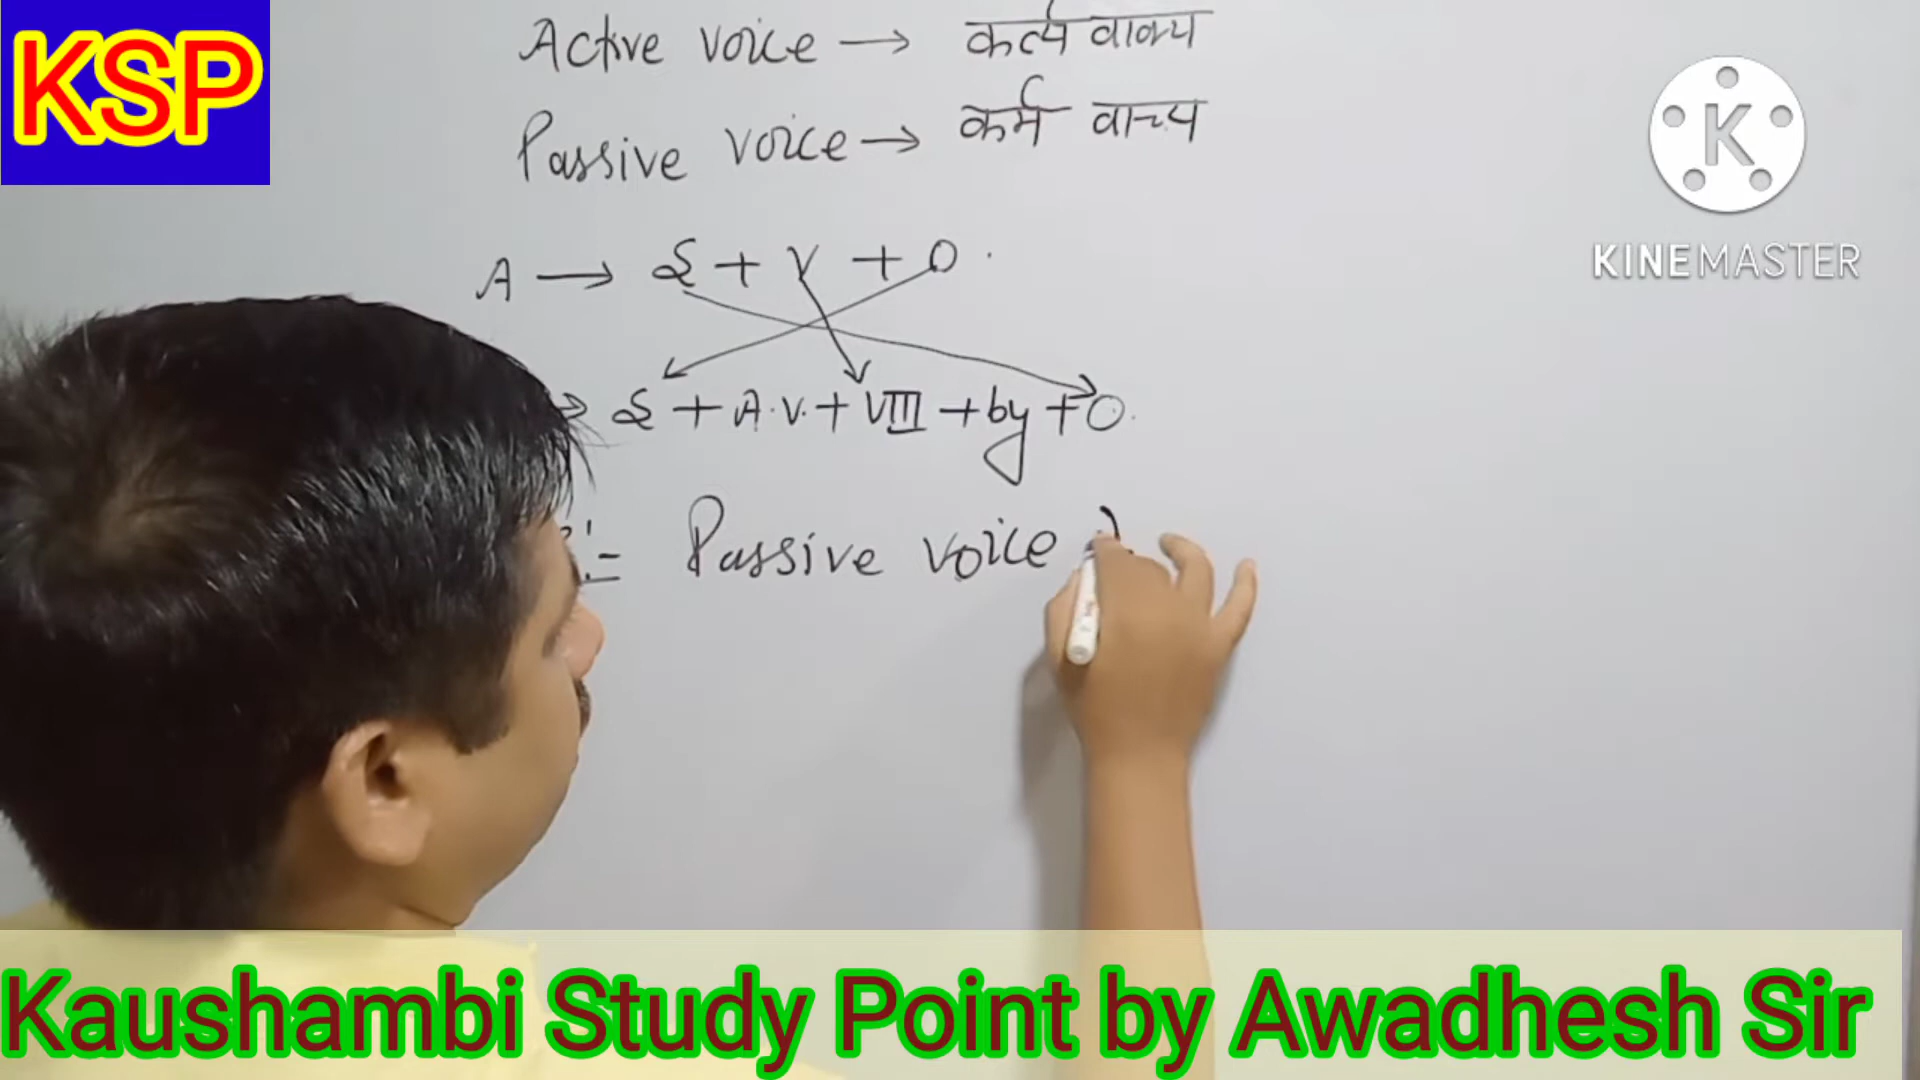 KSP
Active voice → कर्त्य वाच्य
Passive voice → कर्म वाच्य
K
KINEMASTER
A → S + V + O.
→ S + A.V. + VIII + by + O.
:- Passive voice
Kaushambi Study Point by Awadhesh Sir